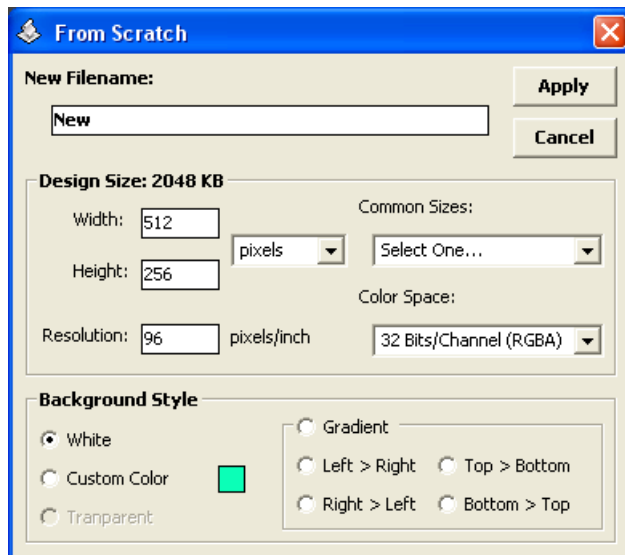 From Scratch
New Filename:
Apply
New
Cancel
Design Size: 2048 KB
Width: 512
Common Sizes:
pixels
Select One...
Height: 256
Color Space:
Resolution: 96 pixels/inch
32 Bits/Channel (RGBA)
Background Style
Gradient
White
Left > Right
Top > Bottom
Custom Color
Right > Left
Bottom > Top
Tranparent